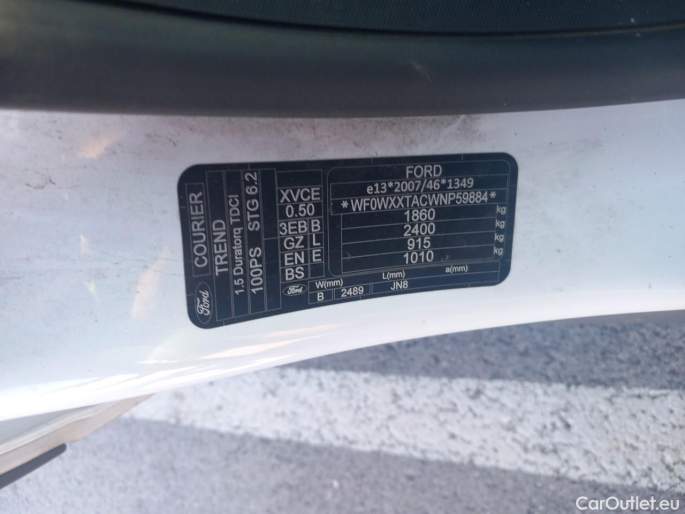 Ford
COURIER
TREND
1.5 Duratorq TDCI
100PS STG 6.2
XVCE
0.50
3EB B
GZ L
EN E
BS
Ford
FORD
e13*2007/46*1349
*WF0WXXTACWNP59884*
1860 kg
2400
915 kg
1010
W(mm) L(mm) a(mm)
B 2489 JN8
CarOutlet.eu